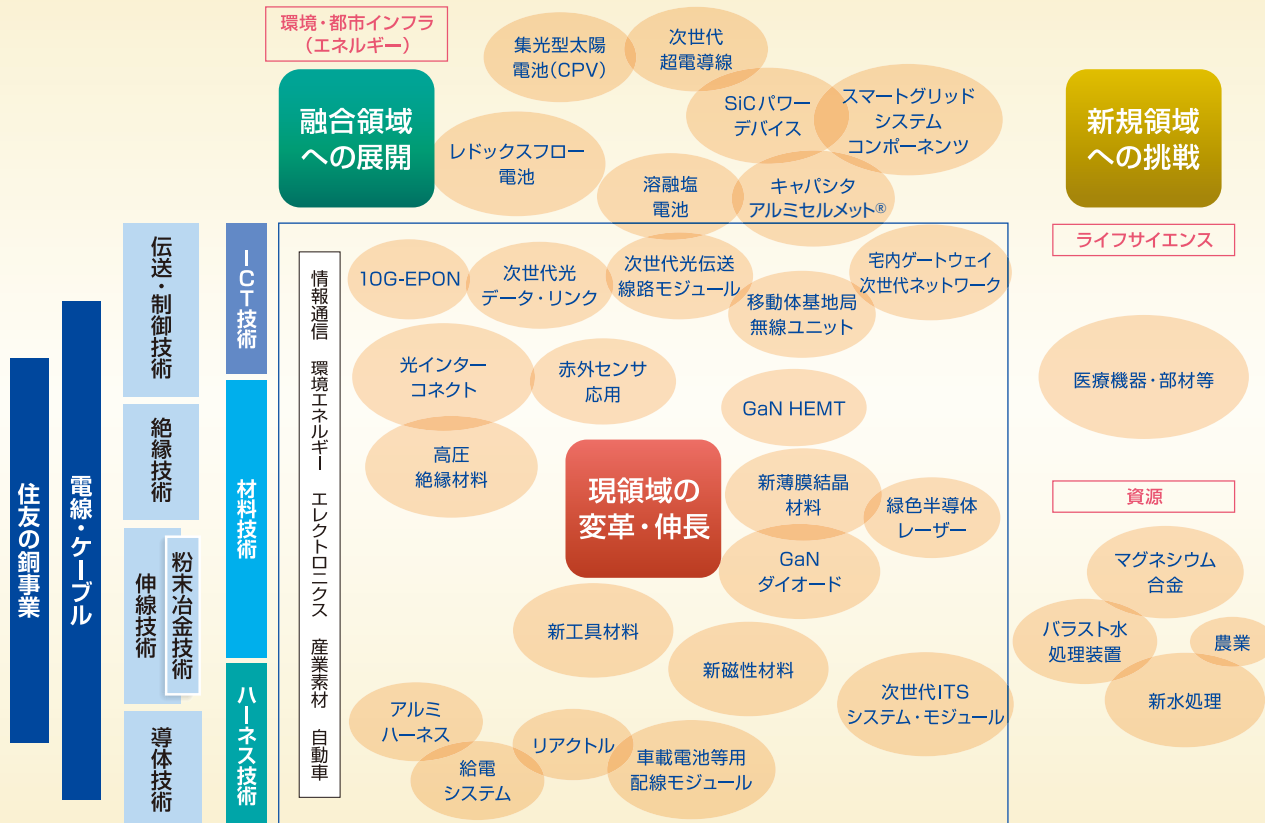 環境・都市インフラ
（エネルギー）
融合領域
への展開
集光型太陽
電池（CPV）
次世代
超電導線
SiCパワー
デバイス
スマートグリッド
システム
コンポーネンツ
レドックスフロー
電池
溶融塩
電池
キャパシタ
アルミセルメット®
新規領域
への挑戦
ライフサイエンス
医療機器・部材等
資源
マグネシウム
合金
バラスト水
処理装置
農業
新水処理
住友の銅事業
電線・ケーブル
伝送・制御技術
絶縁技術
伸線技術
粉末冶金技術
導体技術
ICT技術
材料技術
ハーネス技術
情報通信 環境エネルギー エレクトロニクス 産業素材 自動車
10G-EPON
次世代光
データ・リンク
次世代光伝送
線路モジュール
移動体基地局
無線ユニット
宅内ゲートウェイ
次世代ネットワーク
光インター
コネクト
赤外センサ
応用
GaN HEMT
高圧
絶縁材料
現領域の
変革・伸長
新薄膜結晶
材料
緑色半導体
レーザー
GaN
ダイオード
新工具材料
新磁性材料
次世代ITS
システム・モジュール
アルミ
ハーネス
給電
システム
リアクトル
車載電池等用
配線モジュール